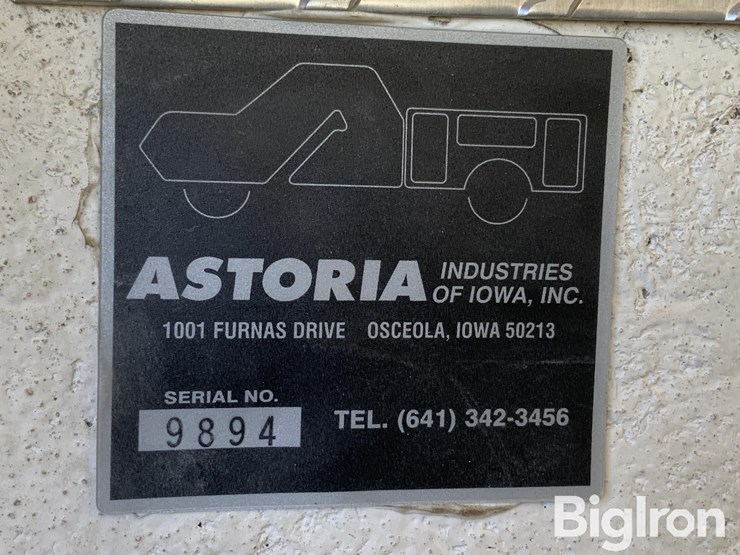 ASTORIA INDUSTRIES OF IOWA, INC.
1001 FURNAS DRIVE OSCEOLA, IOWA 50213
SERIAL NO.
9894
TEL. (641) 342-3456
BigIron